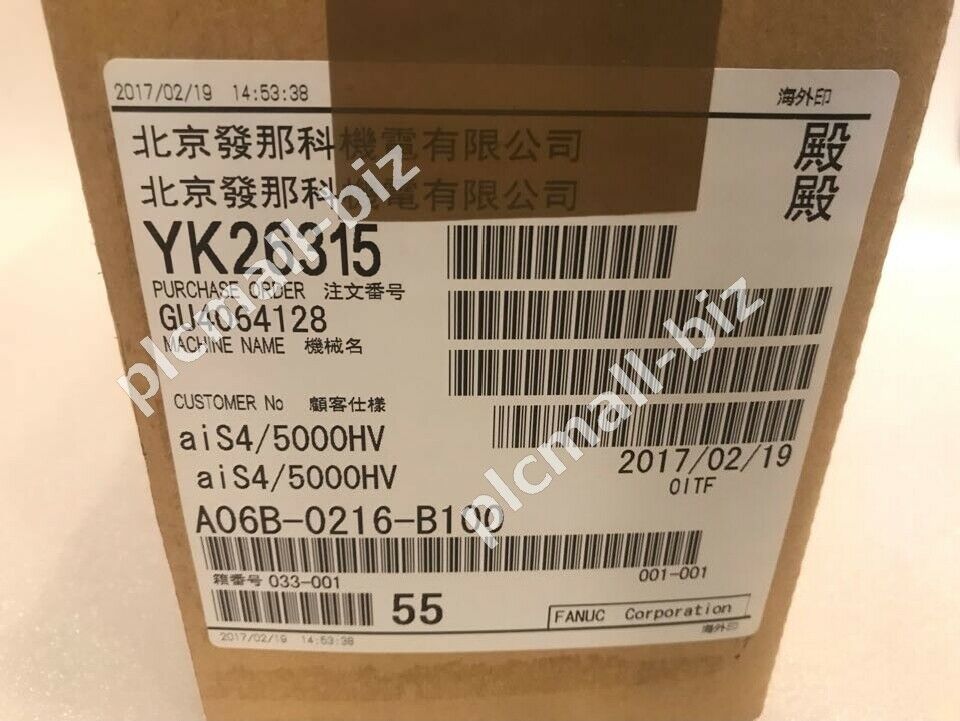 2017/02/19 14:53:38 海外印
北京發那科機電有限公司 殿
北京發那科機電有限公司 殿
YK26315
PURCHASE ORDER 注文番号
GU4064128
MACHINE NAME 機械名
CUSTOMER No 顧客仕様
aiS4/5000HV
2017/02/19
aiS4/5000HV
OITF
A06B-0216-B100
箱番号 033-001
001-001
55
FANUC Corporation
2017/02/19 14:53:38 海外印
plcmall-biz
plcmall-biz